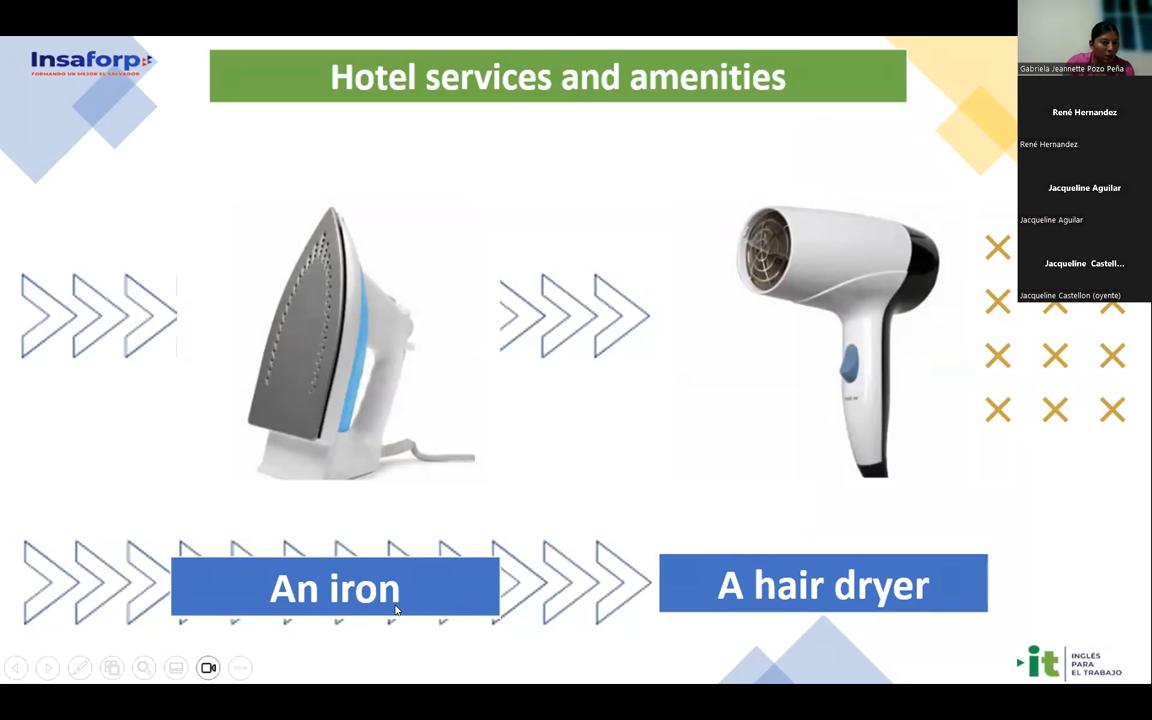 Insaforp
FORMANDO UN MEJOR EL SALVADOR
Hotel services and amenities
Gabriela Jeannette Pozo Peña
René Hernandez
René Hernandez
Jacqueline Aguilar
Jacqueline Aguilar
Jacqueline Castell...
Jacqueline Castellon (oyente)
An iron
A hair dryer
it
INGLÉS
PARA
EL TRABAJO